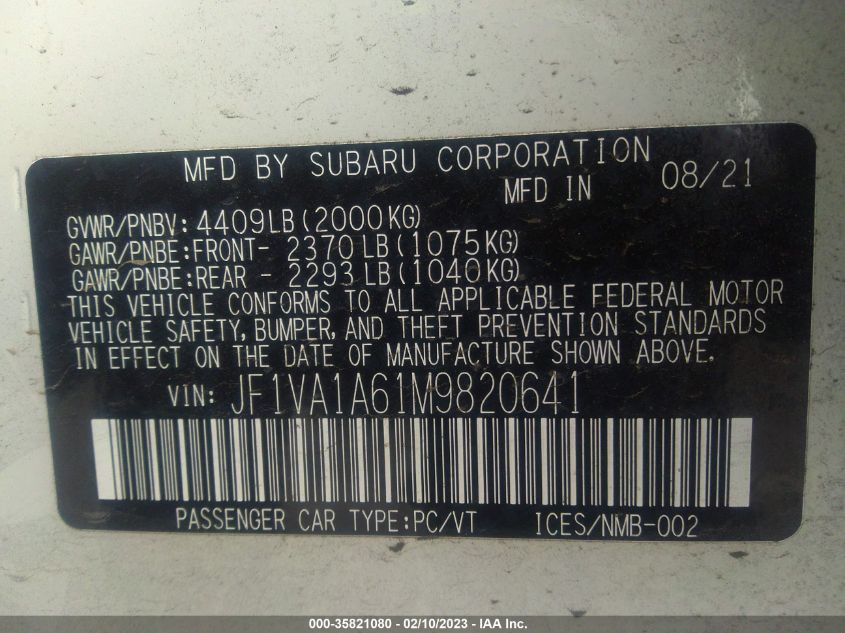 MFD BY SUBARU CORPORATION
MFD IN 08/21
GVWR/PNBV: 4409LB(2000KG)
GAWR/PNBE:FRONT- 2370LB(1075KG)
GAWR/PNBE:REAR - 2293LB(1040KG)
THIS VEHICLE CONFORMS TO ALL APPLICABLE FEDERAL MOTOR
VEHICLE SAFETY, BUMPER, AND THEFT PREVENTION STANDARDS
IN EFFECT ON THE DATE OF MANUFACTURE SHOWN ABOVE.
VIN: JF1VA1A61M9820641
PASSENGER CAR TYPE:PC/VT ICES/NMB-002
000-35821080 - 02/10/2023 - IAA Inc.